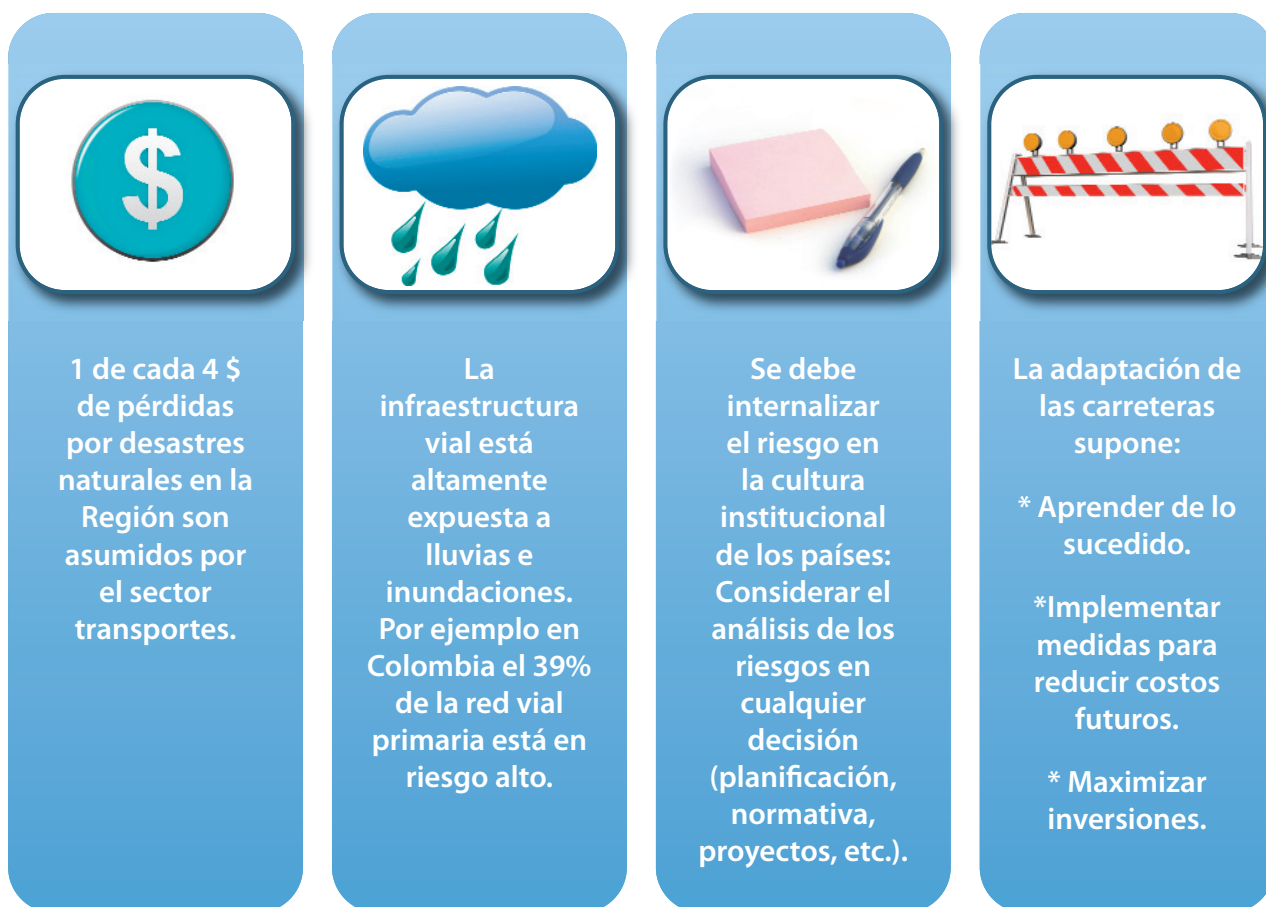 $
1 de cada 4 $
de pérdidas
por desastres
naturales en la
Región son
asumidos por
el sector
transportes.
La
infraestructura
vial está
altamente
expuesta a
lluvias e
inundaciones.
Por ejemplo en
Colombia el 39%
de la red vial
primaria está en
riesgo alto.
Se debe
internalizar
el riesgo en
la cultura
institucional
de los países:
Considerar el
análisis de los
riesgos en
cualquier
decisión
(planificación,
normativa,
proyectos, etc.).
La adaptación de
las carreteras
supone:
* Aprender de lo
sucedido.
*Implementar
medidas para
reducir costos
futuros.
* Maximizar
inversiones.